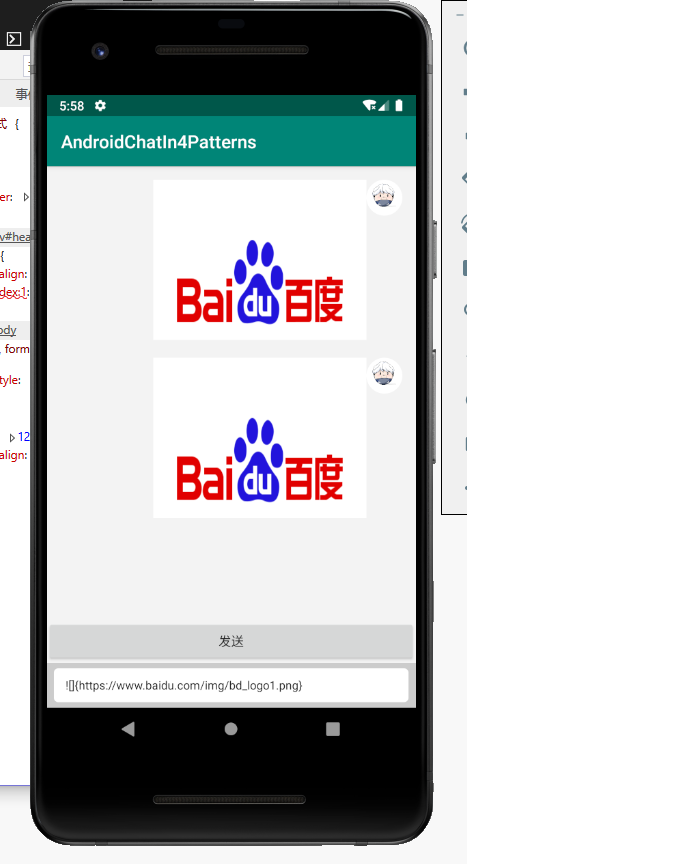 事件
式 {
er:
v#hea
{
align:
dex:1:
ody
, form
tyle:
12
align:
5:58
AndroidChatIn4Patterns
Bai du 百度
Bai du 百度
发送
![]{https://www.baidu.com/img/bd_logo1.png}